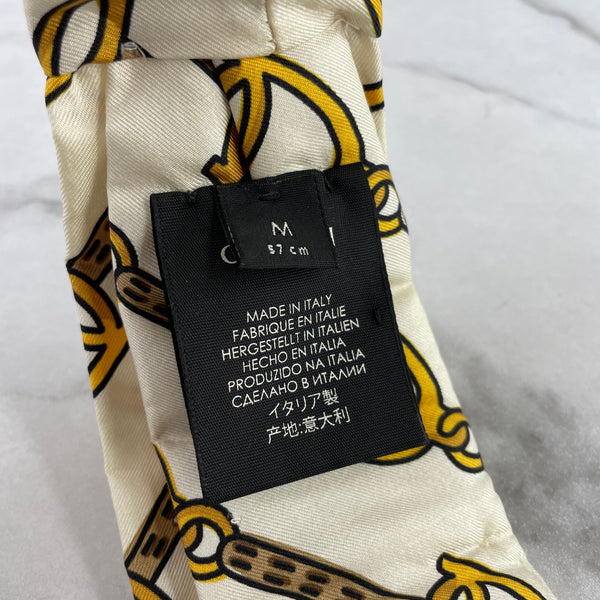 M
57 cm
MADE IN ITALY
FABRIQUE EN ITALIE
HERGESTELLT IN ITALIEN
HECHO EN ITALIA
PRODUZIDO NA ITALIA
СДЕЛАНО В ИТАЛИИ
イタリア製
产地:意大利